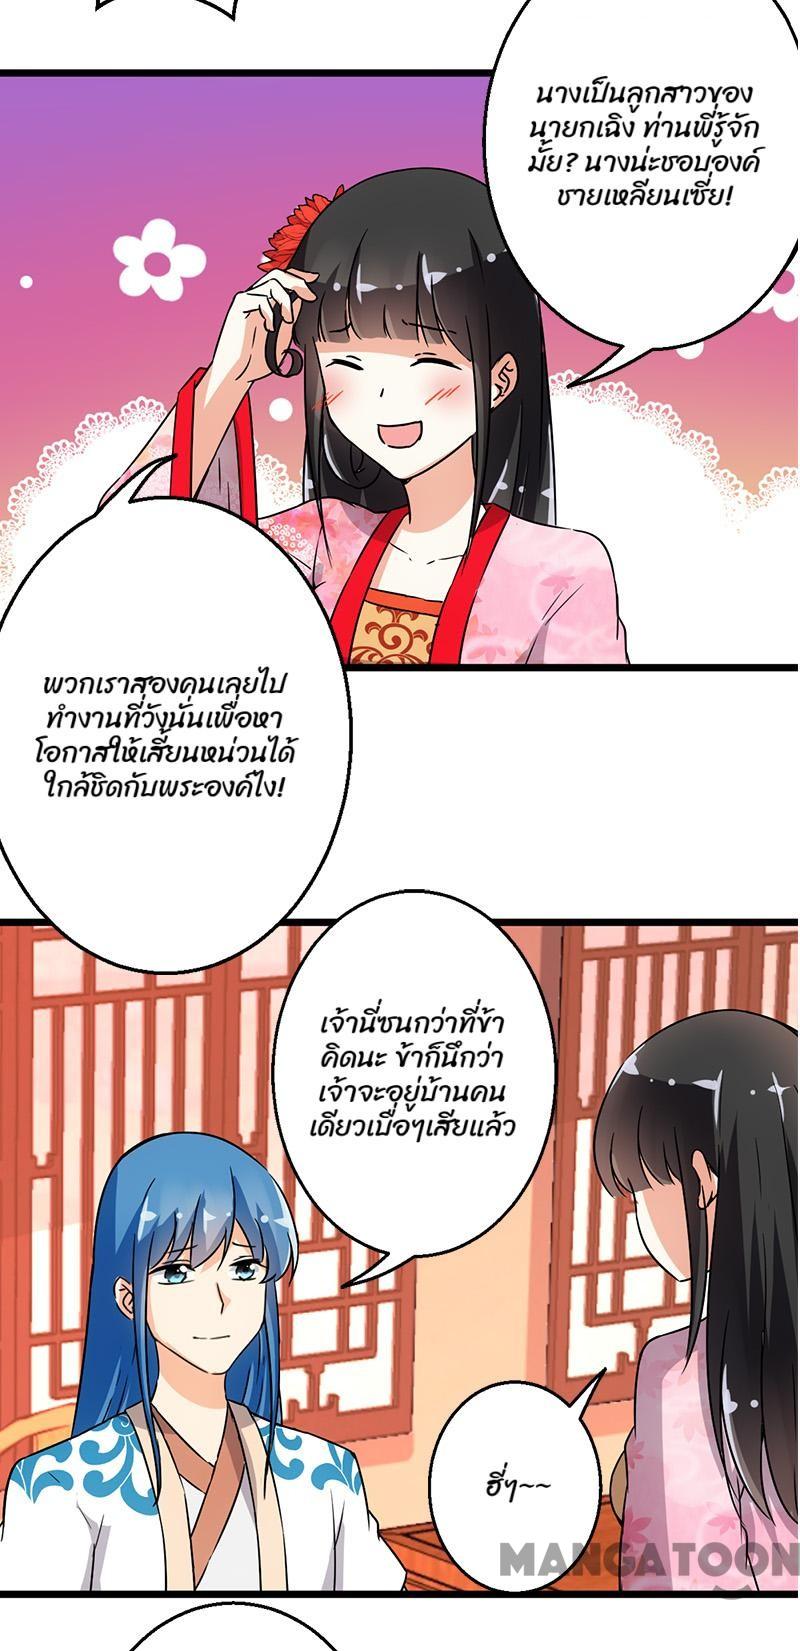 นางเป็นลูกสาวของ
นายกเฉิง ท่านพี่รู้จัก
มั้ย? นางน่ะชอบองค์
ชายเหลียนเซี่ย!
พวกเราสองคนเลยไป
ทำงานที่วังนั่นเพื่อหา
โอกาสให้เสี้ยนหน่วนได้
ใกล้ชิดกับพระองค์ไง!
เจ้านี่ซนกว่าที่ข้า
คิดนะ ข้าก็นึกว่า
เจ้าจะอยู่บ้านคน
เดียวเบื่อๆเสียแล้ว
ฮี่ๆ~~
MANGATOON